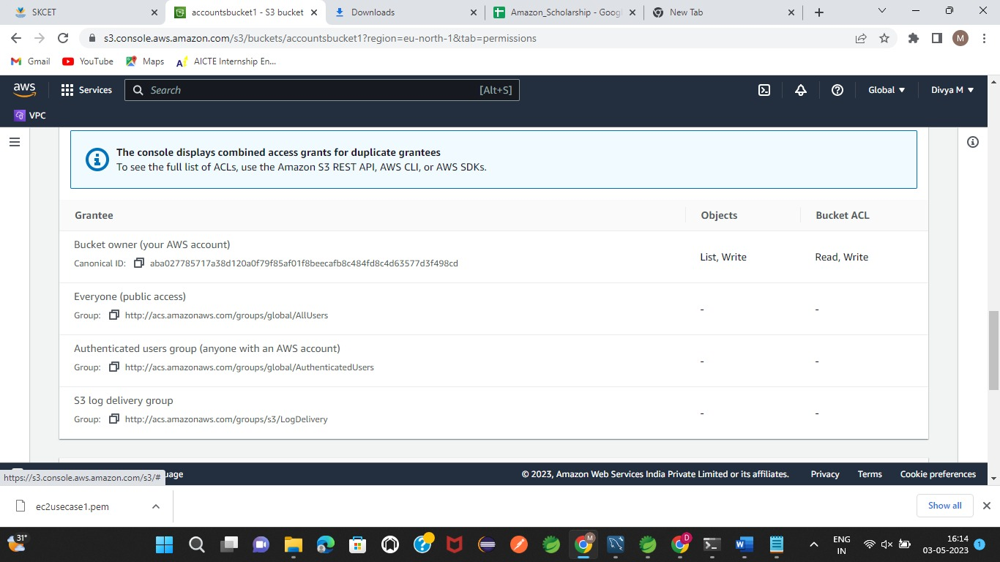 SKCET
accountsbucket1 - S3 bucket
Downloads
Amazon_Scholarship - Googl
New Tab
s3.console.aws.amazon.com/s3/buckets/accountsbucket1?region=eu-north-1&tab=permissions
M
Gmail
YouTube
Maps
AICTE Internship En...
aws
Services
Search
[Alt+S]
Global
Divya M
VPC
The console displays combined access grants for duplicate grantees
To see the full list of ACLs, use the Amazon S3 REST API, AWS CLI, or AWS SDKs.
Grantee
Objects
Bucket ACL
Bucket owner (your AWS account)
Canonical ID: aba027785717a38d120a0f79f85af01f8beecafb8c484fd8c4d63577d3f498cd
List, Write
Read, Write
Everyone (public access)
Group: http://acs.amazonaws.com/groups/global/AllUsers
-
-
Authenticated users group (anyone with an AWS account)
Group: http://acs.amazonaws.com/groups/global/AuthenticatedUsers
-
-
S3 log delivery group
Group: http://acs.amazonaws.com/groups/s3/LogDelivery
-
-
https://s3.console.aws.amazon.com/s3/#
uage
© 2023, Amazon Web Services India Private Limited or its affiliates.
Privacy
Terms
Cookie preferences
ec2usecase1.pem
Show all
31°
M
D
ENG
IN
16:14
03-05-2023
1